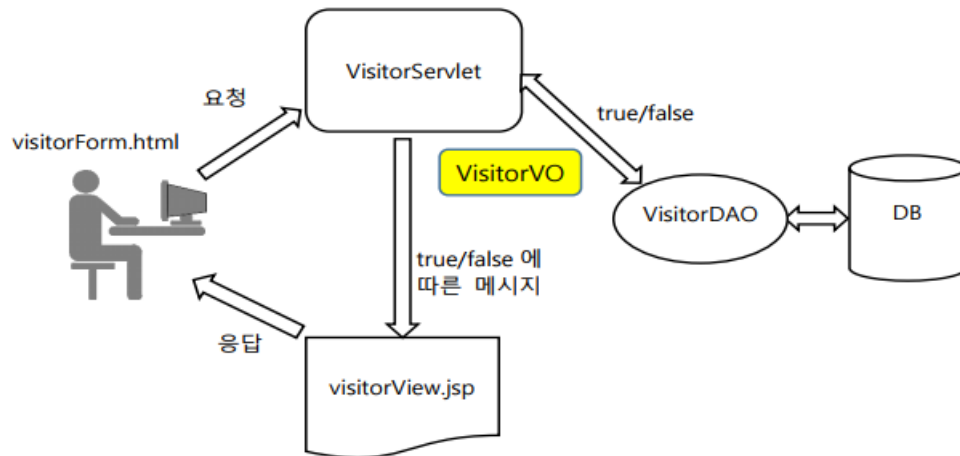 VisitorServlet
요청
true/false
visitorForm.html
VisitorVO
VisitorDAO
DB
true/false 에
따른 메시지
응답
visitorView.jsp